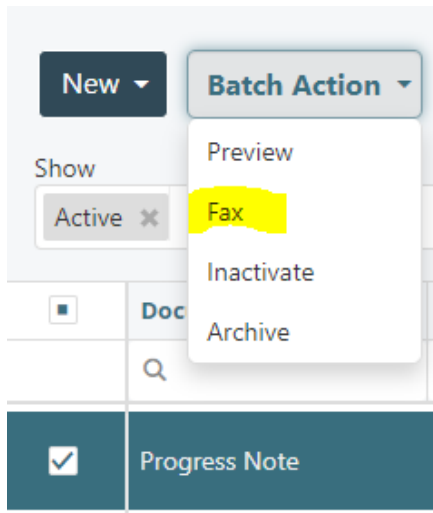 New
Batch Action
Preview
Show
Active
Fax
Inactivate
Doc
Archive
Progress Note